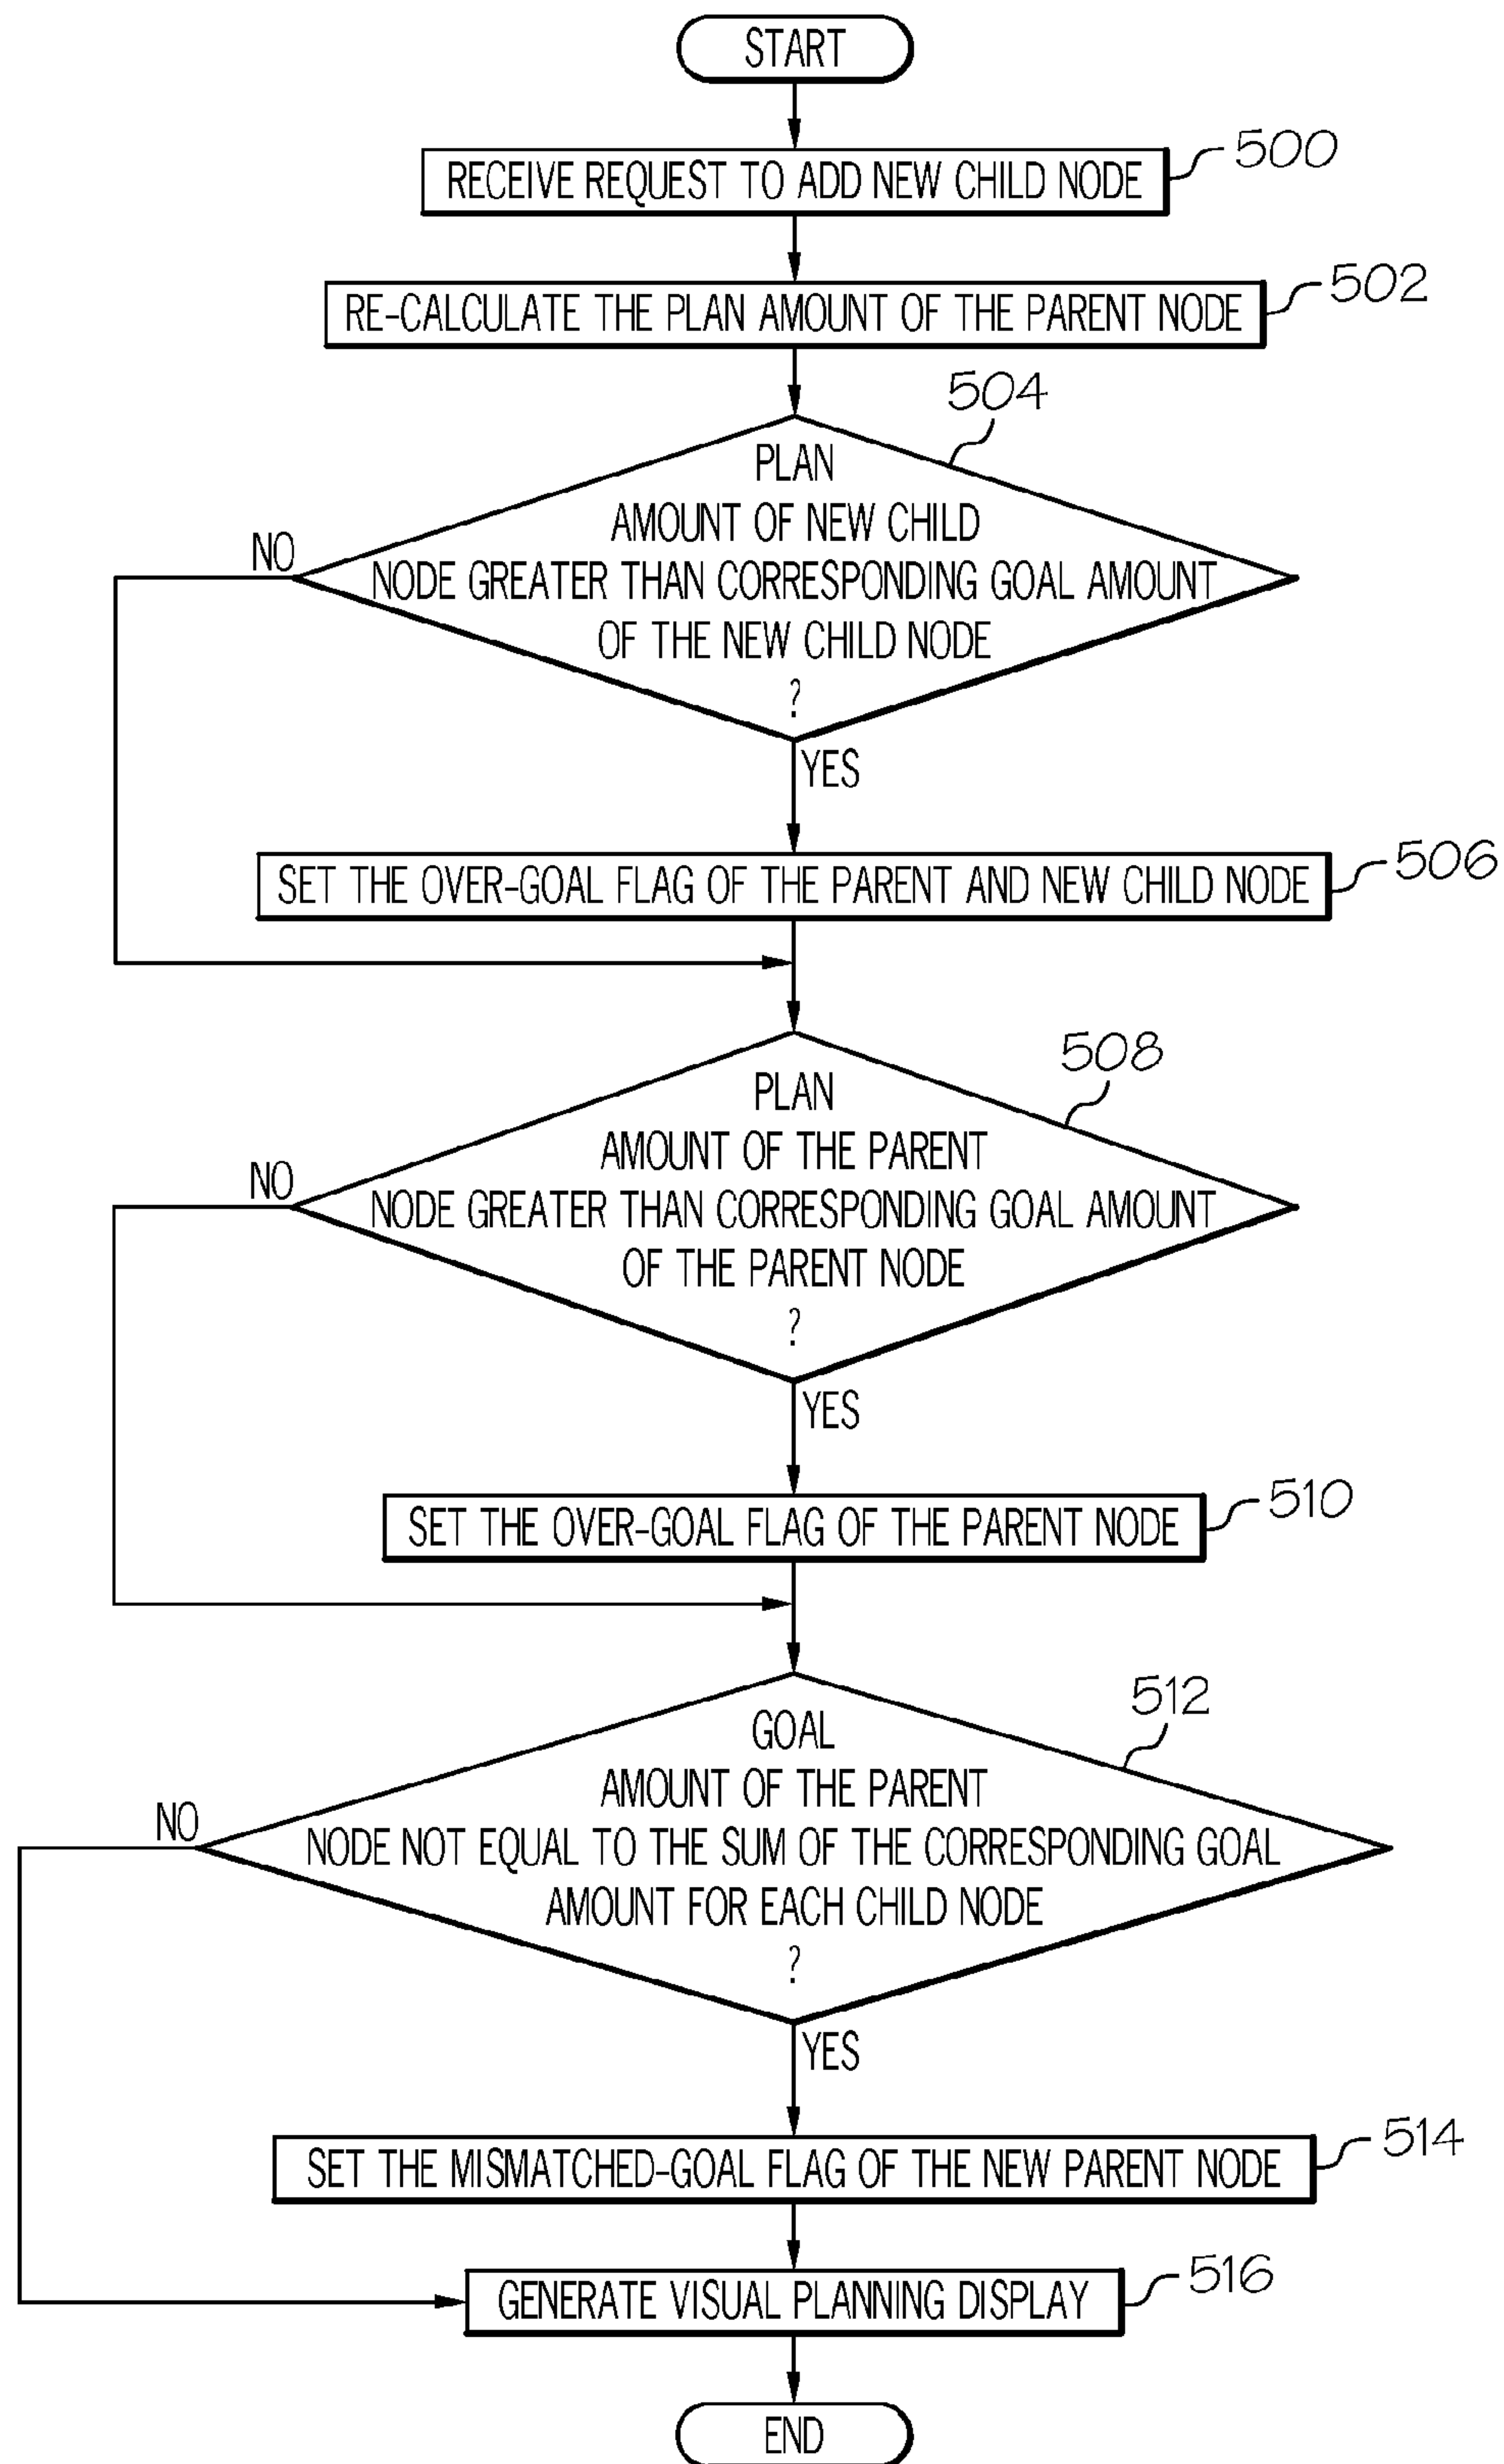 START
RECEIVE REQUEST TO ADD NEW CHILD NODE
500
RE-CALCULATE THE PLAN AMOUNT OF THE PARENT NODE
502
504
PLAN
AMOUNT OF NEW CHILD
NODE GREATER THAN CORRESPONDING GOAL AMOUNT
OF THE NEW CHILD NODE
?
NO
YES
SET THE OVER-GOAL FLAG OF THE PARENT AND NEW CHILD NODE
506
508
PLAN
AMOUNT OF THE PARENT
NODE GREATER THAN CORRESPONDING GOAL AMOUNT
OF THE PARENT NODE
?
NO
YES
SET THE OVER-GOAL FLAG OF THE PARENT NODE
510
512
GOAL
AMOUNT OF THE PARENT
NODE NOT EQUAL TO THE SUM OF THE CORRESPONDING GOAL
AMOUNT FOR EACH CHILD NODE
?
NO
YES
SET THE MISMATCHED-GOAL FLAG OF THE NEW PARENT NODE
514
GENERATE VISUAL PLANNING DISPLAY
516
END